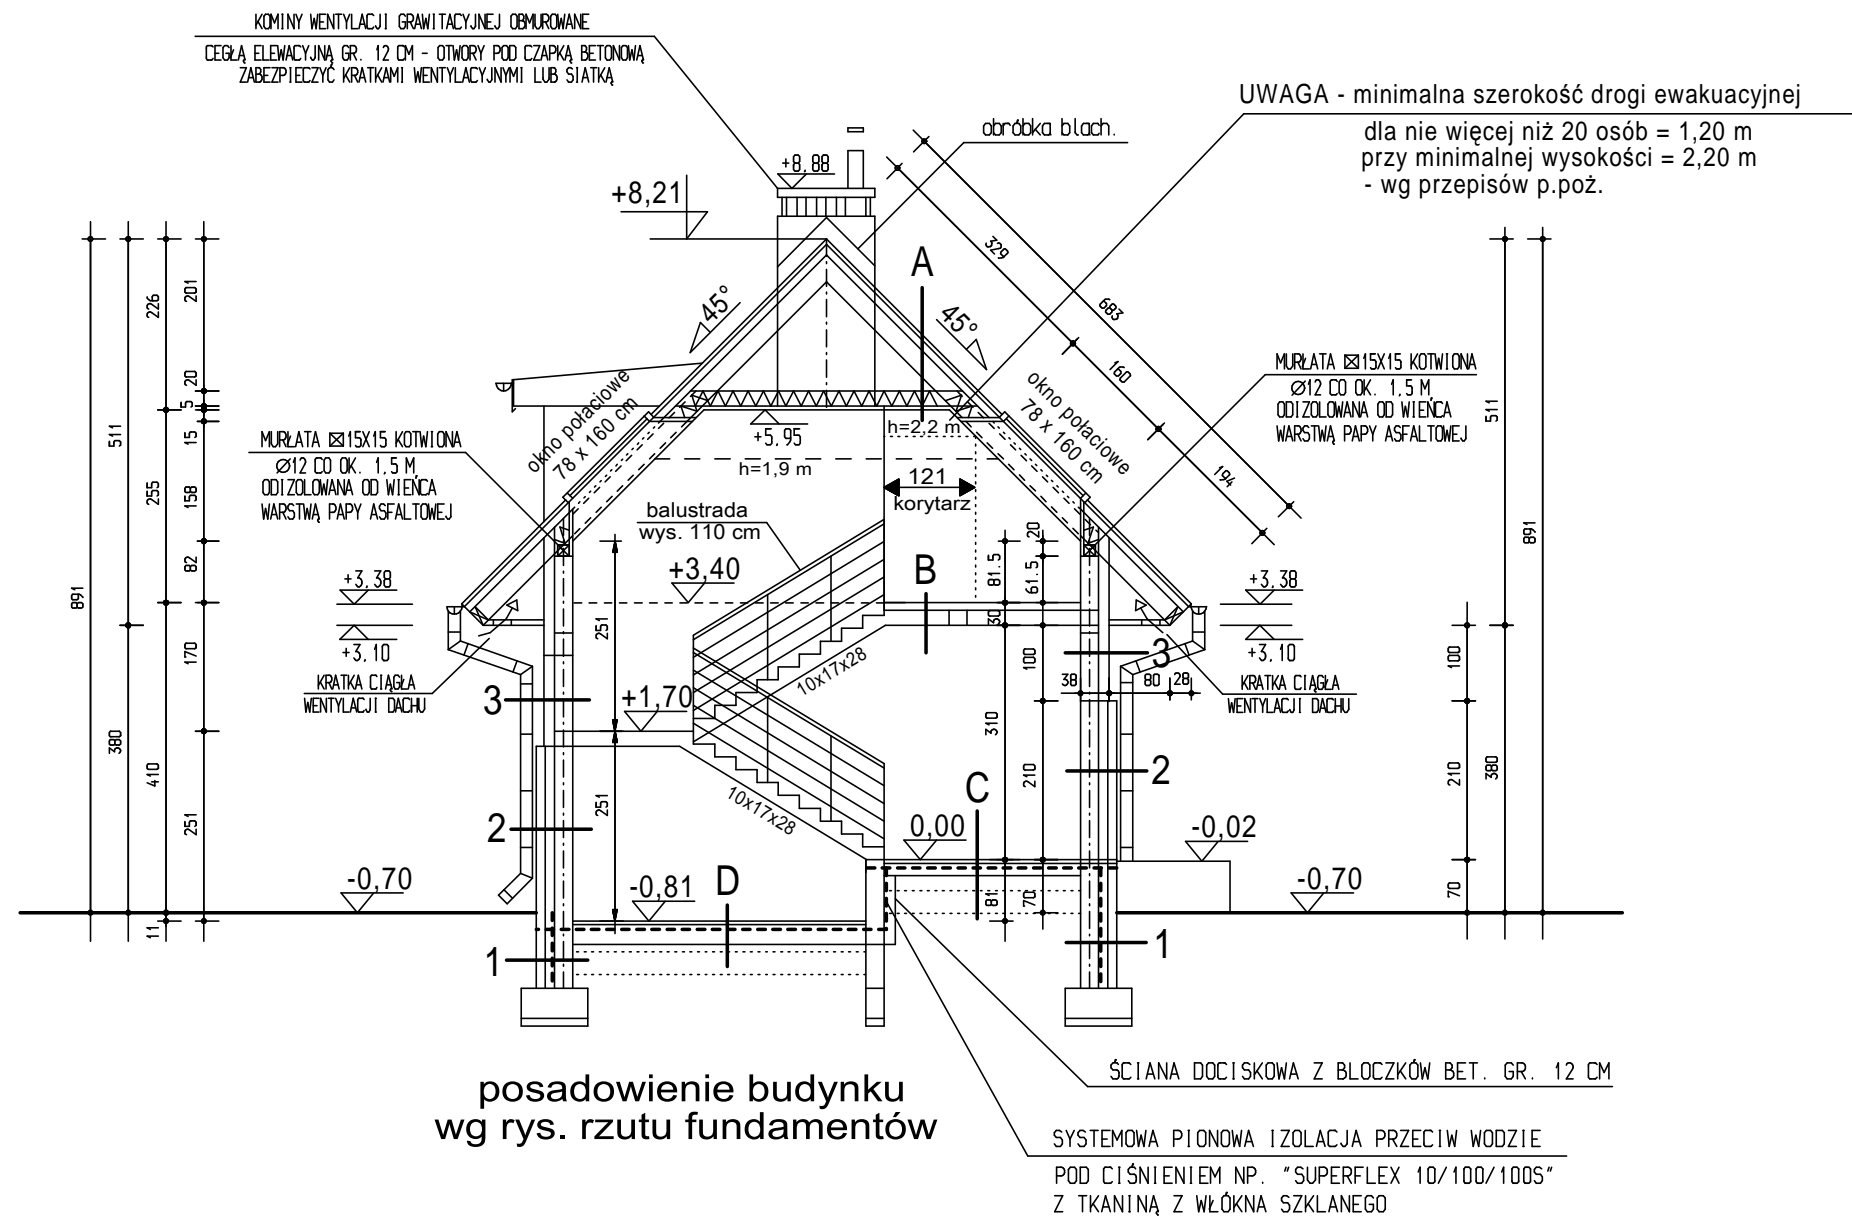 KOMINY WENTYLACJI GRAWITACYJNEJ OBMUROWANE
CEGŁĄ ELEWACYJNĄ GR. 12 CM - OTWORY POD CZAPKĄ BETONOWĄ
ZABEZPIECZYĆ KRATKAMI WENTYLACYJNYMI LUB SIATKĄ
UWAGA - minimalna szerokość drogi ewakuacyjnej
dla nie więcej niż 20 osób = 1,20 m
przy minimalnej wysokości = 2,20 m
- wg przepisów p.poż.
obróbka blach.
+8,88
+8,21
A
45°
45°
329
683
160
194
okno połaciowe
78 x 160 cm
okno połaciowe
78 x 160 cm
MURŁATA ⊠15X15 KOTWIONA
Ø12 CO OK. 1,5 M,
ODIZOLOWANA OD WIEŃCA
WARSTWĄ PAPY ASFALTOWEJ
MURŁATA ⊠15X15 KOTWIONA
Ø12 CO OK. 1,5 M,
ODIZOLOWANA OD WIEŃCA
WARSTWĄ PAPY ASFALTOWEJ
+5.95
h=2,2 m
h=1,9 m
121
korytarz
balustrada
wys. 110 cm
+3,40
B
+3,38
+3,10
+3,38
+3,10
KRATKA CIĄGŁA
WENTYLACJI DACHU
KRATKA CIĄGŁA
WENTYLACJI DACHU
+1,70
10x17x28
10x17x28
3
2
1
3
2
1
C
D
0,00
-0,02
-0,70
-0,70
-0,81
891
511
380
226
255
410
11
201
20
5
15
158
82
170
251
251
251
81.5
30
310
81
20
61.5
100
210
70
38
80
28
100
210
70
511
380
891
posadowienie budynku
wg rys. rzutu fundamentów
ŚCIANA DOCISKOWA Z BLOCZKÓW BET. GR. 12 CM
SYSTEMOWA PIONOWA IZOLACJA PRZECIW WODZIE
POD CIŚNIENIEM NP. "SUPERFLEX 10/100/100S"
Z TKANINĄ Z WŁÓKNA SZKLANEGO